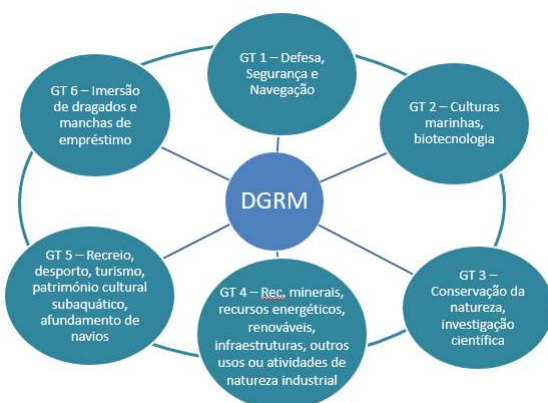 GT 1 – Defesa,
Segurança e
Navegação
GT 2 – Culturas
marinhas,
biotecnologia
GT 3 –
Conservação da
natureza,
investigação
científica
GT 4 – Rec. minerais,
recursos energéticos,
renováveis,
infraestruturas, outros
usos ou atividades de
natureza industrial
GT 5 – Recreio,
desporto, turismo,
património cultural
subaquático,
afundamento de
navios
GT 6 – Imersão
de dragados e
manchas de
empréstimo
DGRM